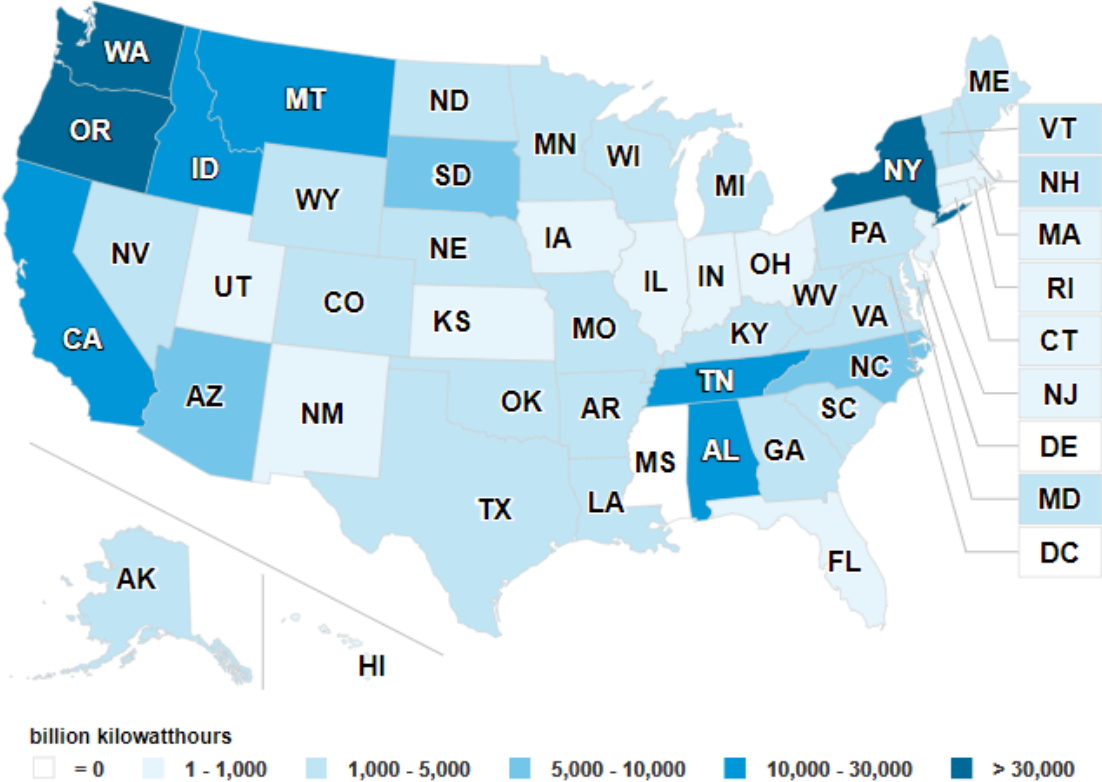 WA
MT
ND
ME
OR
MN
VT
ID
SD
WI
NY
NH
WY
MI
MA
NV
NE
IA
PA
UT
CO
IL
IN
OH
WV
RI
KS
MO
KY
VA
CT
CA
AZ
NM
OK
AR
TN
NC
NJ
SC
MS
AL
GA
DE
TX
LA
MD
FL
DC
AK
HI
billion kilowatthours
= 0 1 - 1,000 1,000 - 5,000 5,000 - 10,000 10,000 - 30,000 > 30,000